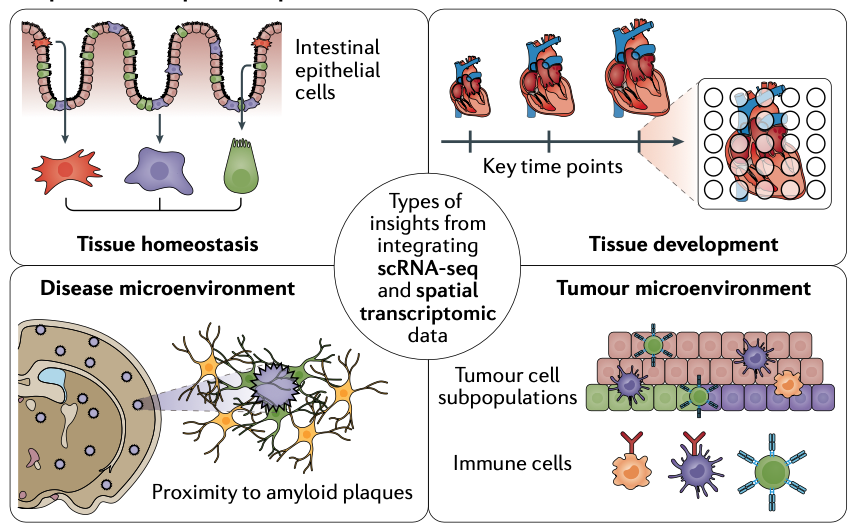 Intestinal
epithelial
cells
Tissue homeostasis
Key time points
Tissue development
Types of
insights from
integrating
scRNA-seq
and spatial
transcriptomic
data
Disease microenvironment
Proximity to amyloid plaques
Tumour microenvironment
Tumour cell
subpopulations
Immune cells